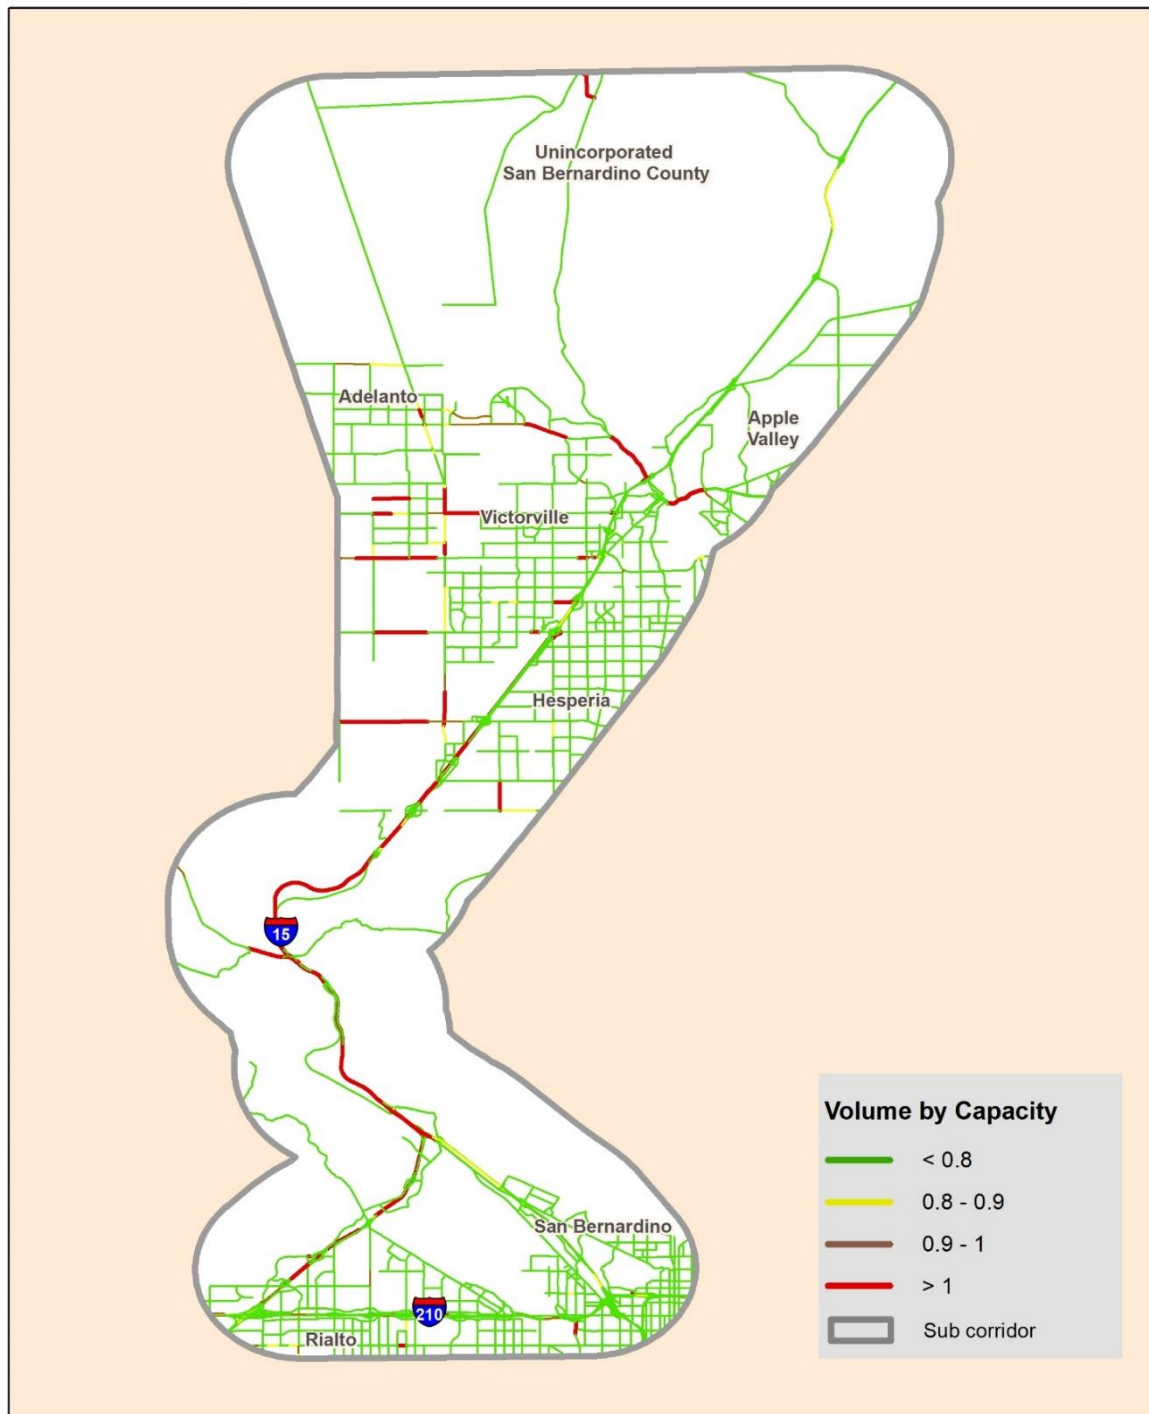 Unincorporated
San Bernardino County
Adelanto
Apple
Valley
Victorville
Hesperia
15
San Bernardino
210
Rialto
Volume by Capacity
< 0.8
0.8 - 0.9
0.9 - 1
> 1
Sub corridor